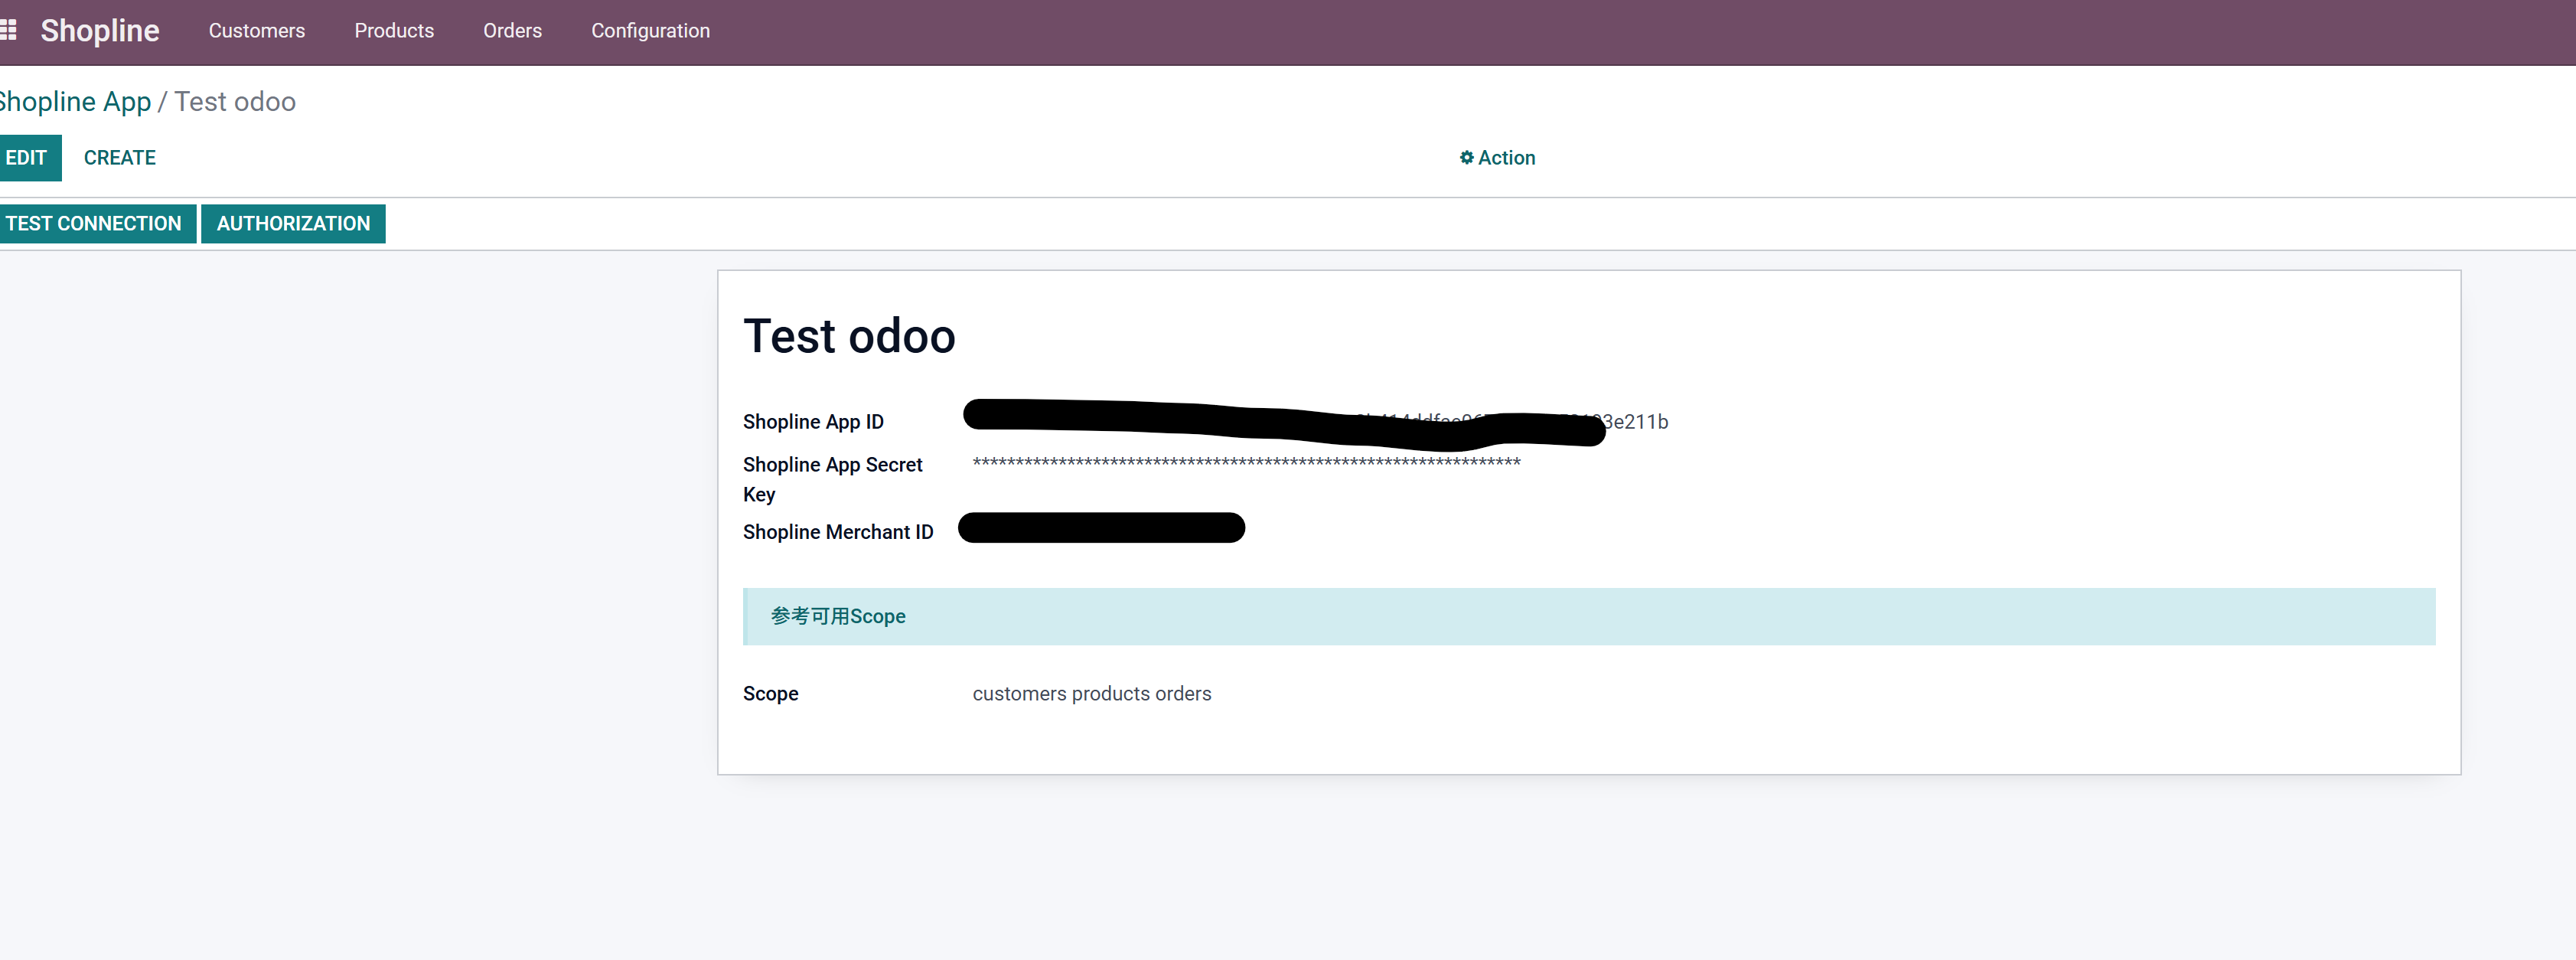 Shopline Customers Products Orders Configuration
Shopline App / Test odoo
EDIT CREATE Action
TEST CONNECTION AUTHORIZATION
Test odoo
Shopline App ID 3e211b
Shopline App Secret Key ****************************************************************
Shopline Merchant ID
参考可用Scope
Scope customers products orders